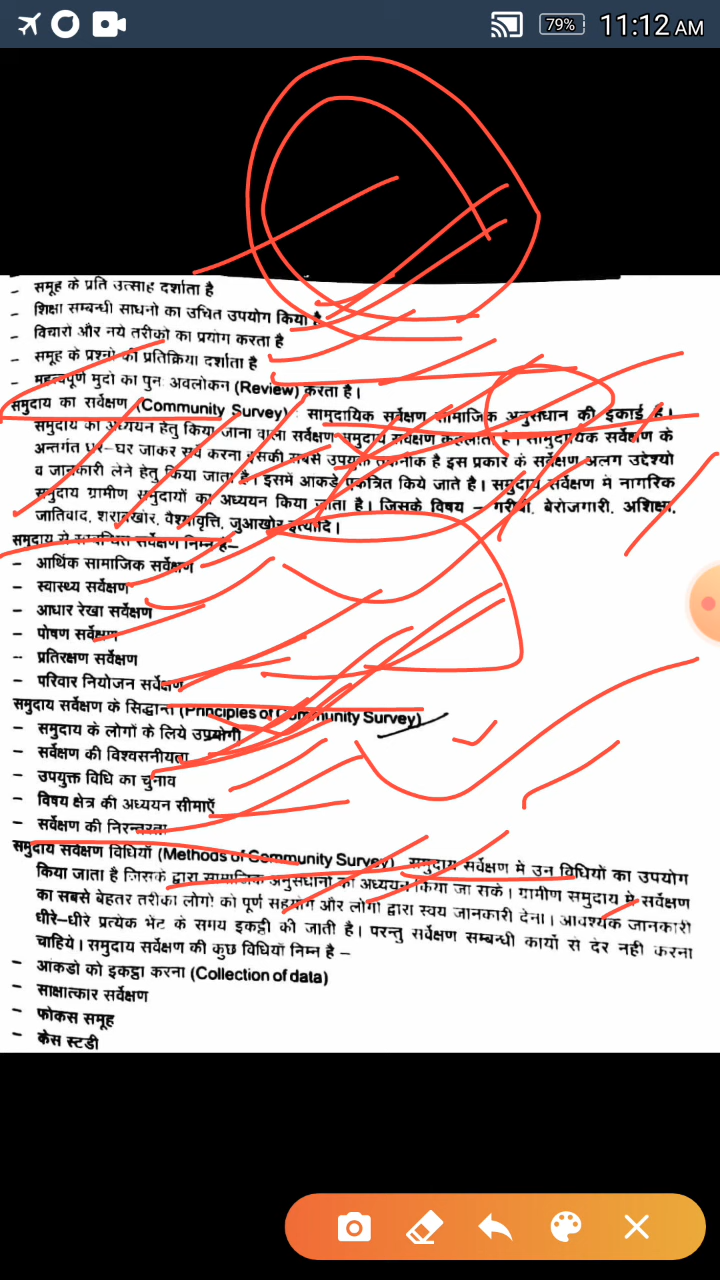 79% 11:12 AM
– समूह के प्रति उत्साह दर्शाता है
– शिक्षा सम्बन्धी साधनो का उचित उपयोग किया है
– विचारो और नये तरीको का प्रयोग करता है
– समूह के प्रश्नो की प्रतिक्रिया दर्शाता है
– महत्वपूर्ण मुदो का पुनः अवलोकन (Review) करता है।
समुदाय का सर्वेक्षण (Community Survey) : सामुदायिक सर्वेक्षण सामाजिक अनुसधान की इकाई है।
समुदाय का अध्ययन हेतु किया जाना वाला सर्वेक्षण समुदाय सर्वेक्षण कहलाता है। सामुदायिक सर्वेक्षण के
अन्तर्गत घर–घर जाकर सर्वे करना इसकी सबसे उपयुक्त तकनीक है इस प्रकार के सर्वेक्षण अलग उद्देश्यो
व जानकारी लेने हेतु किया जाता है। इसमे आकडे एकत्रित किये जाते है। समुदाय सर्वेक्षण मे नागरिक
समुदाय ग्रामीण समुदायों का अध्ययन किया जाता है। जिसके विषय – गरीबी, बेरोजगारी, अशिक्षा,
जातिवाद, शराबखोर, वैश्यावृत्ति, जुआखोर इत्यादि।
समुदाय से सम्बन्धित सर्वेक्षण निम्न है–
– आर्थिक सामाजिक सर्वेक्षण
– स्वास्थ्य सर्वेक्षण
– आधार रेखा सर्वेक्षण
– पोषण सर्वेक्षण
– प्रतिरक्षण सर्वेक्षण
– परिवार नियोजन सर्वेक्षण
समुदाय सर्वेक्षण के सिद्धान्त (Principles of Community Survey)
– समुदाय के लोगों के लिये उपयोगी
– सर्वेक्षण की विश्वसनीयता
– उपयुक्त विधि का चुनाव
– विषय क्षेत्र की अध्ययन सीमाऍ
– सर्वेक्षण की निरन्तरता
समुदाय सर्वेक्षण विधियॉ (Methods of Community Survey) समुदाय सर्वेक्षण मे उन विधियों का उपयोग
किया जाता है जिसके द्वारा सामाजिक अनुसधानो का अध्ययन किया जा सके। ग्रामीण समुदाय मे सर्वेक्षण
का सबसे बेहतर तरीका लोगो को पूर्ण सहयोग और लोगो द्वारा स्वय जानकारी देना। आवश्यक जानकारी
धीरे–धीरे प्रत्येक भेट के समय इकट्ठी की जाती है। परन्तु सर्वेक्षण सम्बन्धी कार्यो से देर नही करना
चाहिये। समुदाय सर्वेक्षण की कुछ विधियॉ निम्न है –
– आकडो को इकट्ठा करना (Collection of data)
– साक्षात्कार सर्वेक्षण
– फोकस समूह
– केस स्टडी